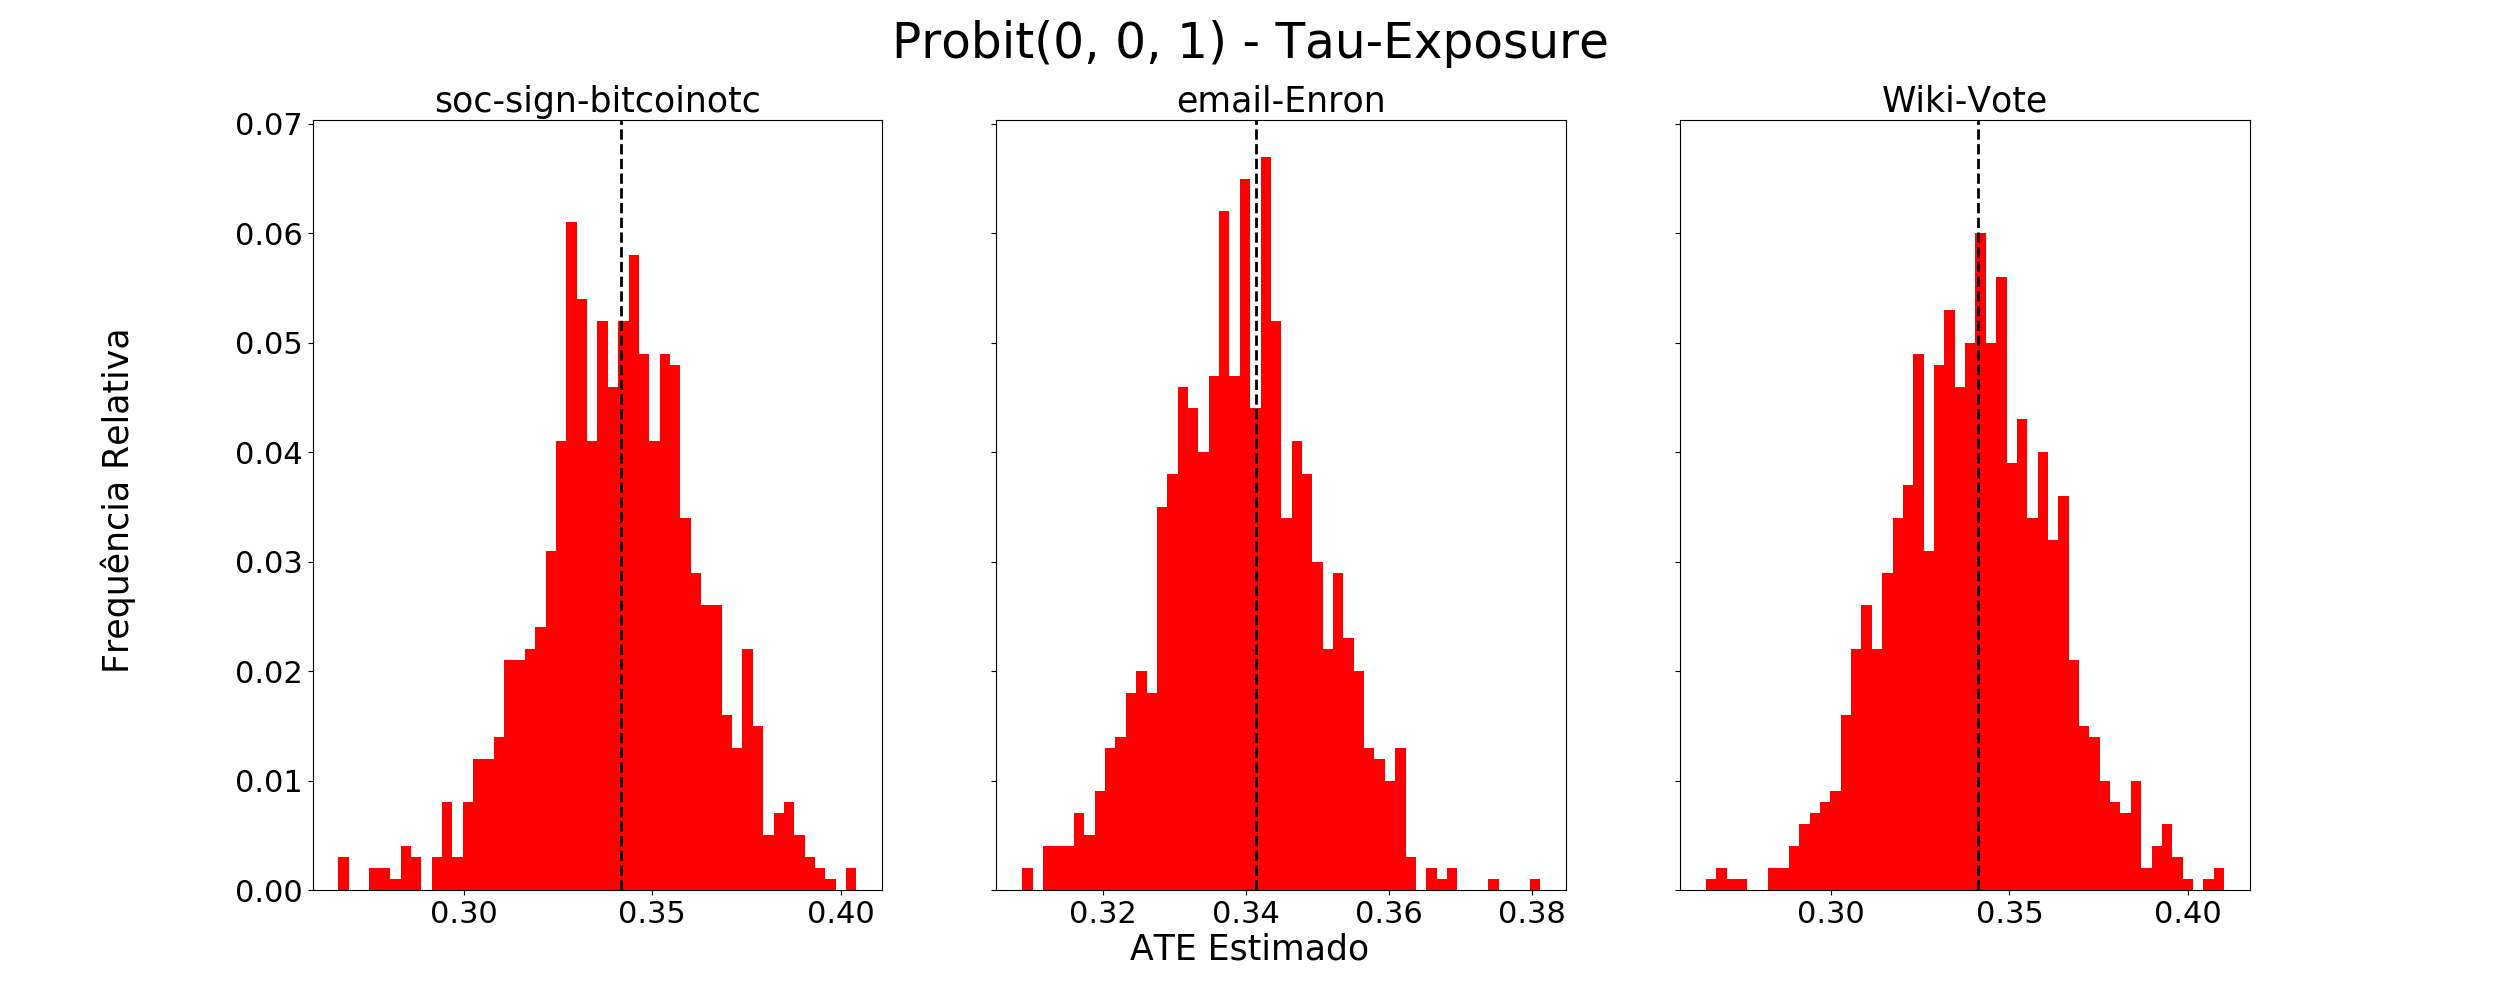 Probit(0, 0, 1) - Tau-Exposure
soc-sign-bitcoinotc
email-Enron
Wiki-Vote
Frequência Relativa
0.07
0.06
0.05
0.04
0.03
0.02
0.01
0.00
0.30 0.35 0.40
0.32 0.34 0.36 0.38
0.30 0.35 0.40
ATE Estimado